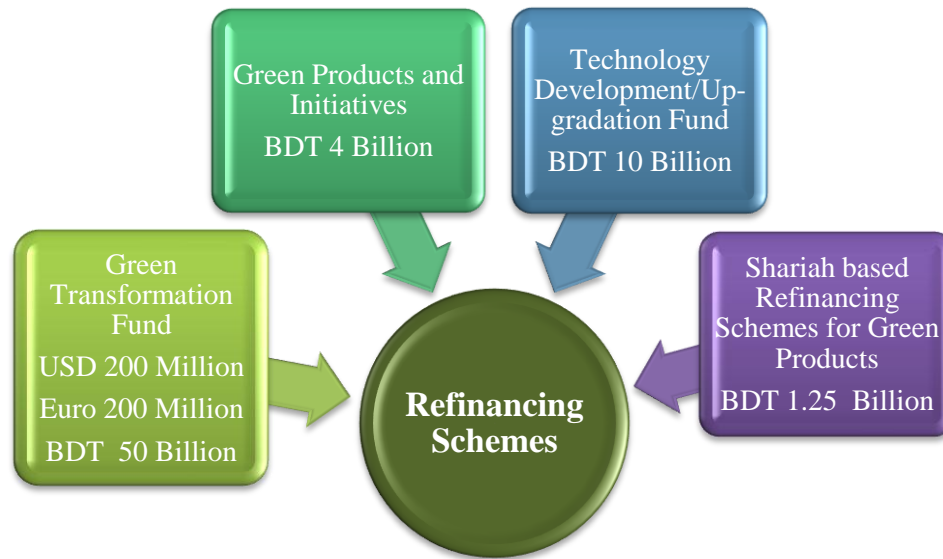 Green Products and
Initiatives
BDT 4 Billion
Technology
Development/Up-
gradation Fund
BDT 10 Billion
Green
Transformation
Fund
USD 200 Million
Euro 200 Million
BDT 50 Billion
Shariah based
Refinancing
Schemes for Green
Products
BDT 1.25 Billion
Refinancing
Schemes